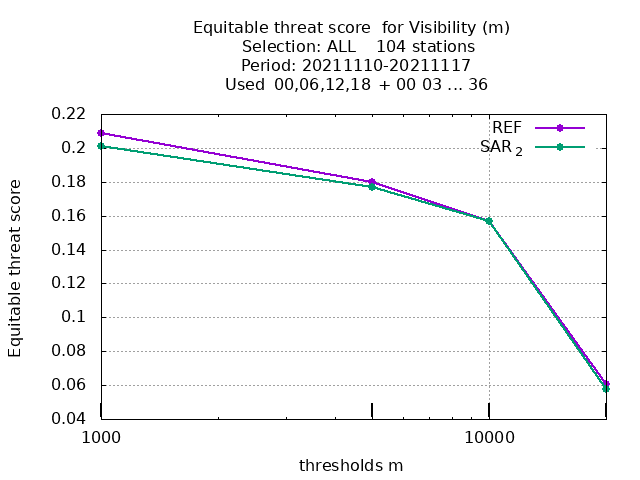 Equitable threat score  for Visibility (m)
Selection: ALL    104 stations
Period: 20211110-20211117
Used  00,06,12,18 + 00 03 ... 36
REF
SAR 2
0.22
0.2
0.18
0.16
0.14
0.12
0.1
0.08
0.06
0.04
Equitable threat score
1000
10000
thresholds m